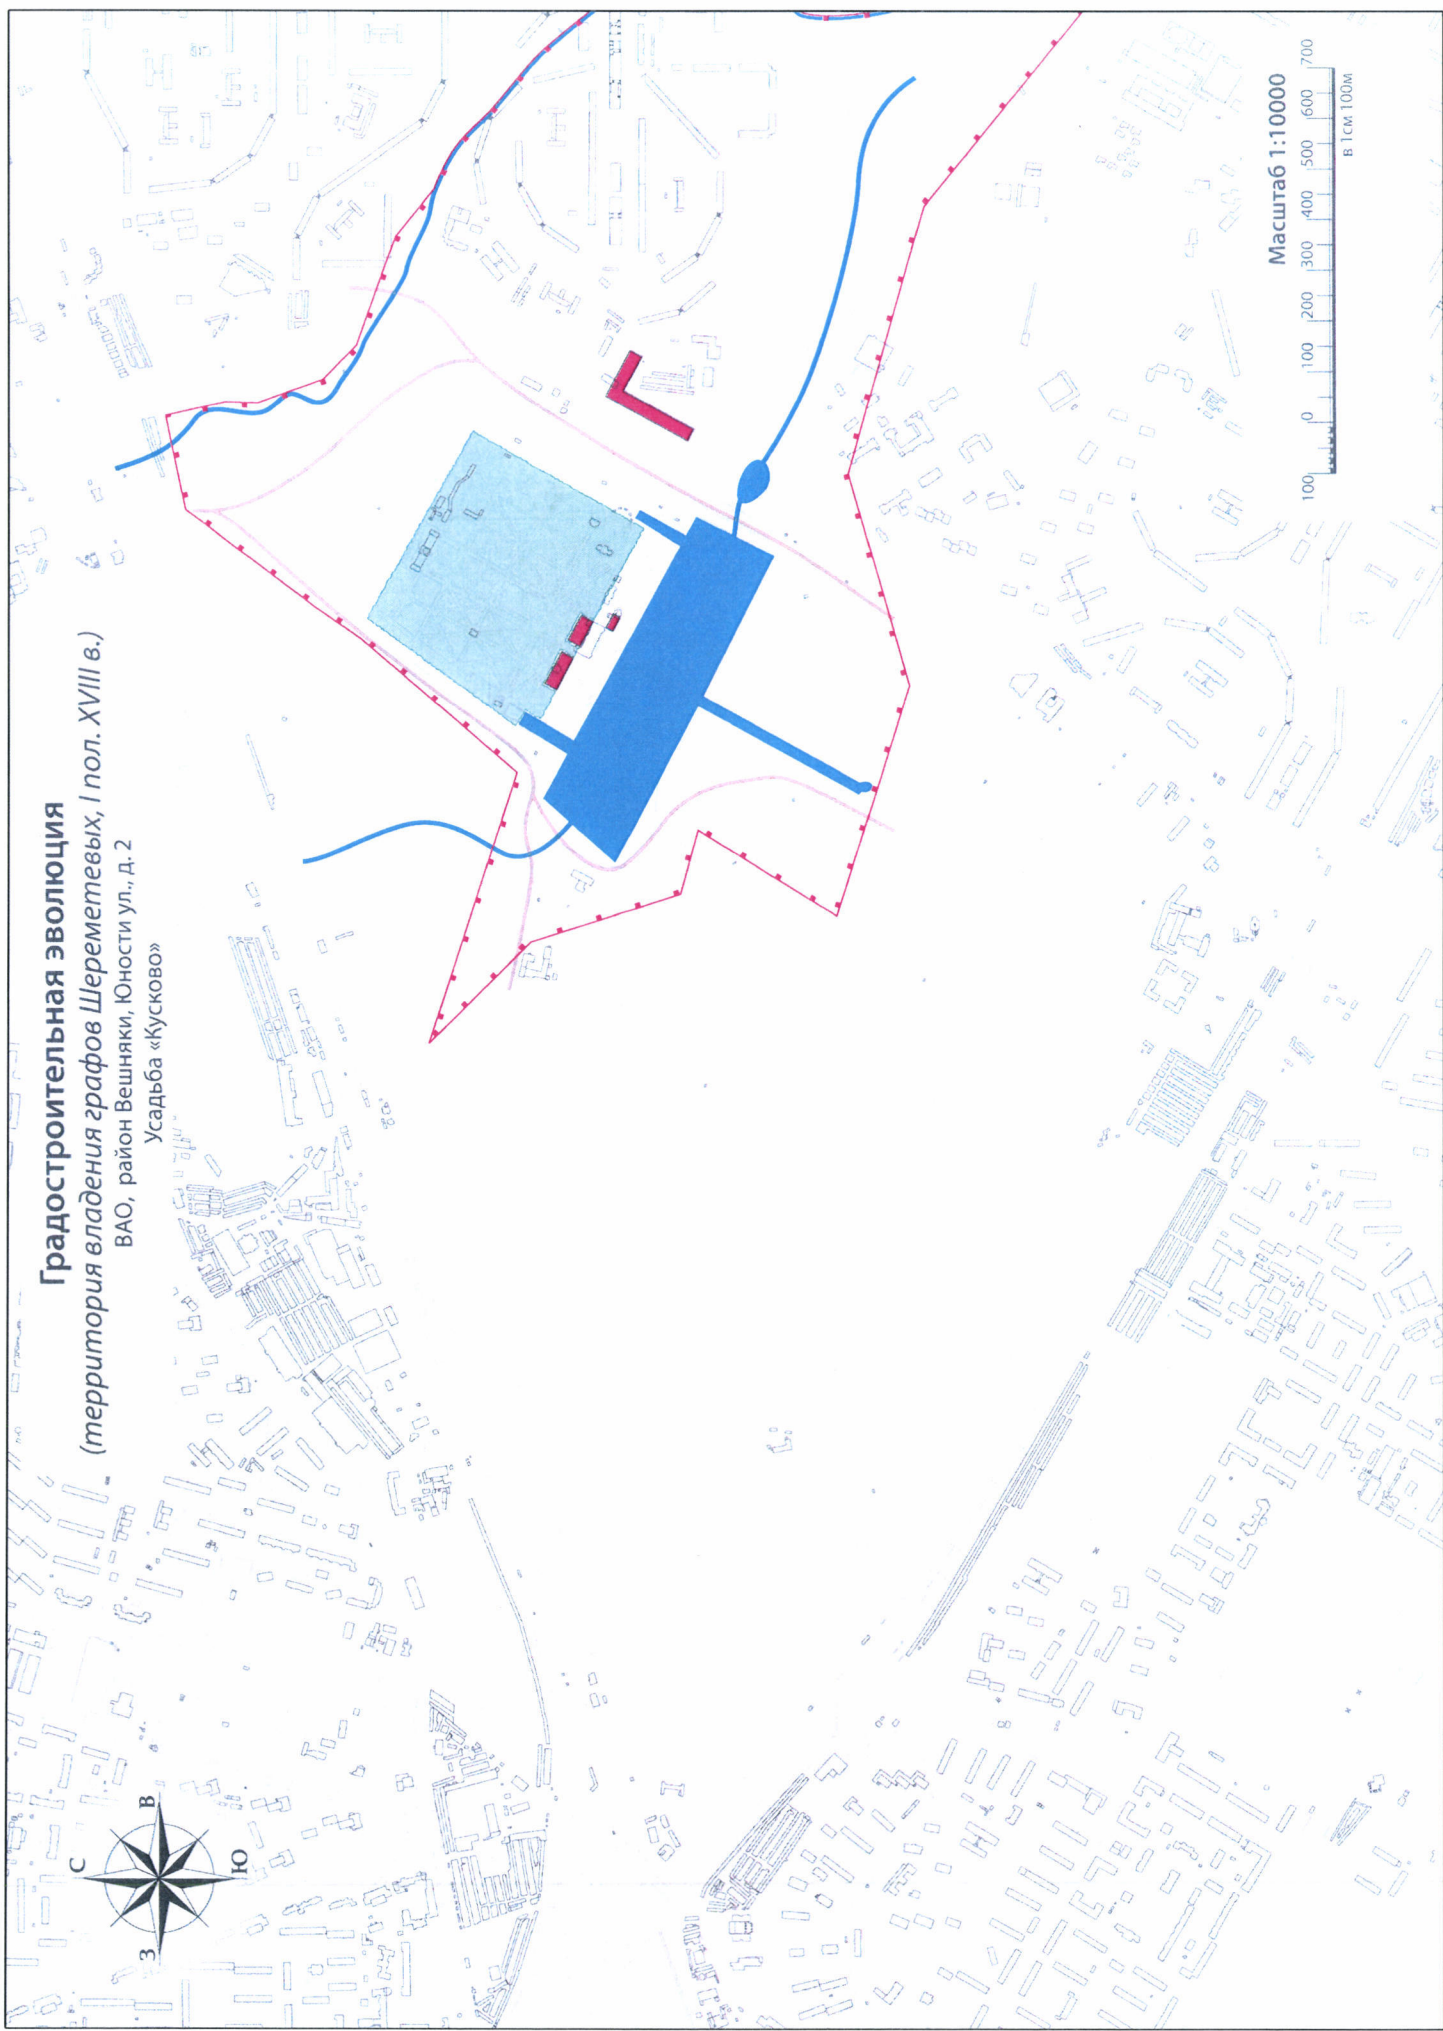 Градостроительная эволюция
(территория владения графов Шереметевых, I пол. XVIII в.)
ВАО, район Вешняки, Юности ул., д. 2
Усадьба «Кусково»
С
З
В
Ю
Масштаб 1:10000
100 0 100 200 300 400 500 600 700
В 1СМ 100М